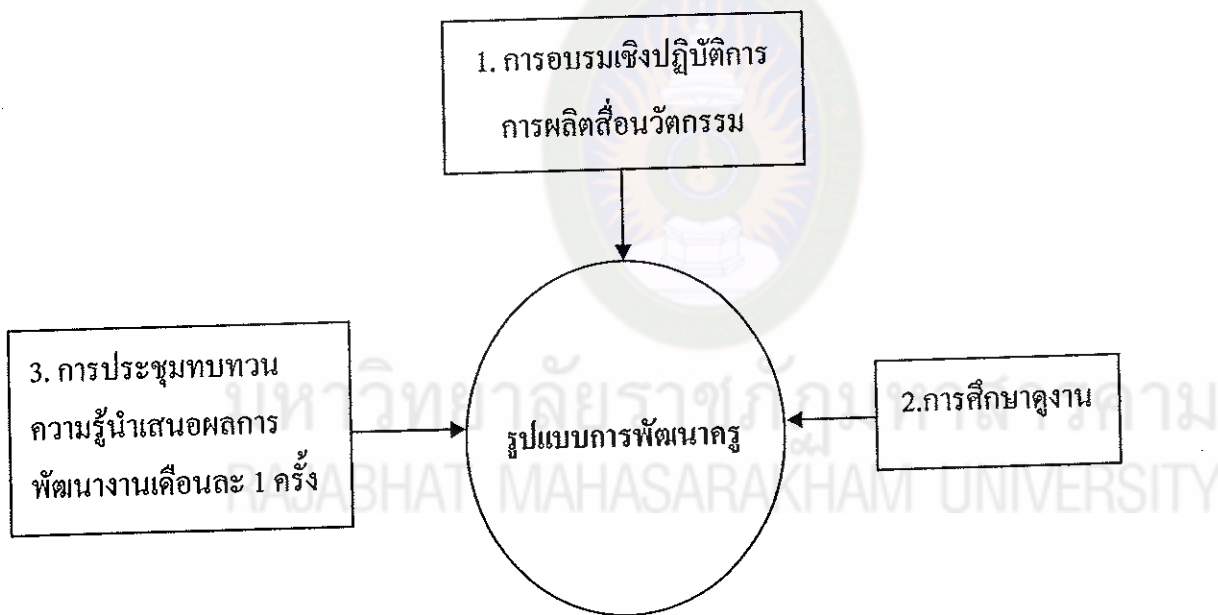 1. การอบรมเชิงปฏิบัติการ
การผลิตสื่อนวัตกรรม
3. การประชุมทบทวน
ความรู้นำเสนอผลการ
พัฒนางานเดือนละ 1 ครั้ง
รูปแบบการพัฒนาครู
2.การศึกษาดูงาน
มหาวิทยาลัยราชภัฏมหาสารคาม
RAJABHAT MAHASARAKHAM UNIVERSITY